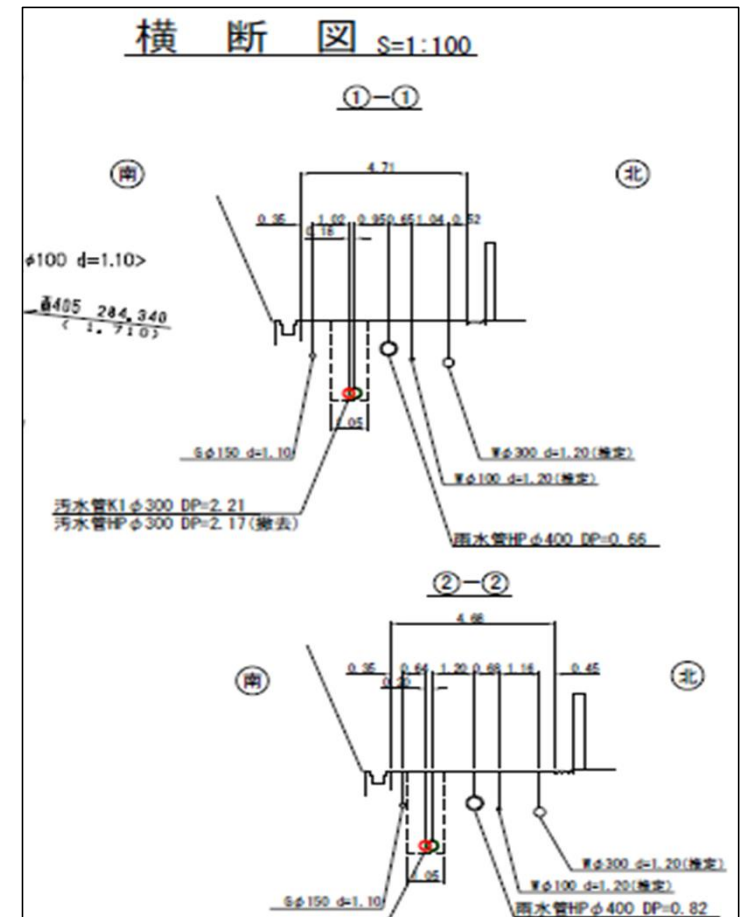 横 断 図 S=1:100
①-①
南
北
4.71
0.35 1.02 0.95 0.65 1.04 0.52
0.18
φ100 d=1.10>
284.340
( 1.710)
1.05
Gφ150 d=1.10
Wφ300 d=1.20(推定)
Wφ100 d=1.20(推定)
汚水管K1φ300 DP=2.21
汚水管HPφ300 DP=2.17(撤去)
雨水管HPφ400 DP=0.66
②-②
南
北
4.68
0.35 0.64 1.20 0.68 1.16 0.45
0.20
1.05
Gφ150 d=1.10
Wφ300 d=1.20(推定)
Wφ100 d=1.20(推定)
雨水管HPφ400 DP=0.82